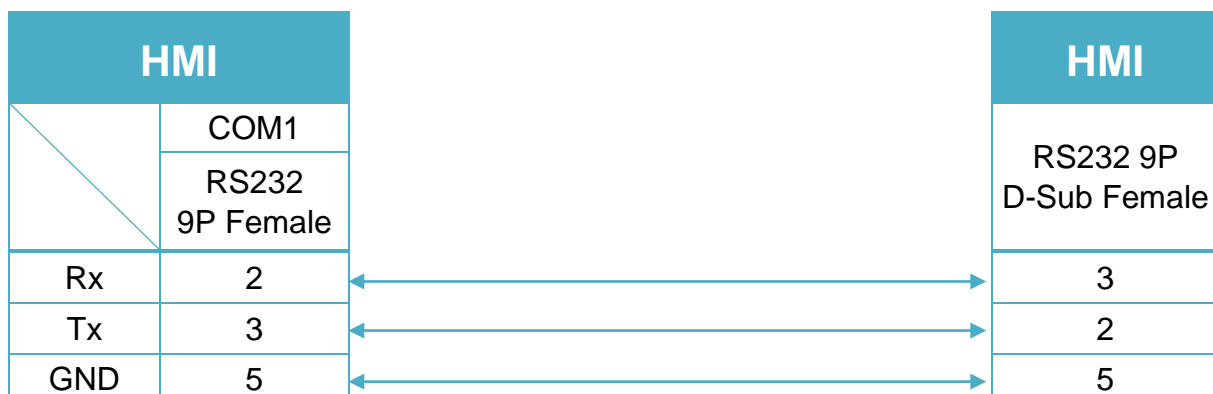 HMI HMI
COM1
RS232
9P Female
RS232 9P
D-Sub Female
Rx 2 3
Tx 3 2
GND 5 5